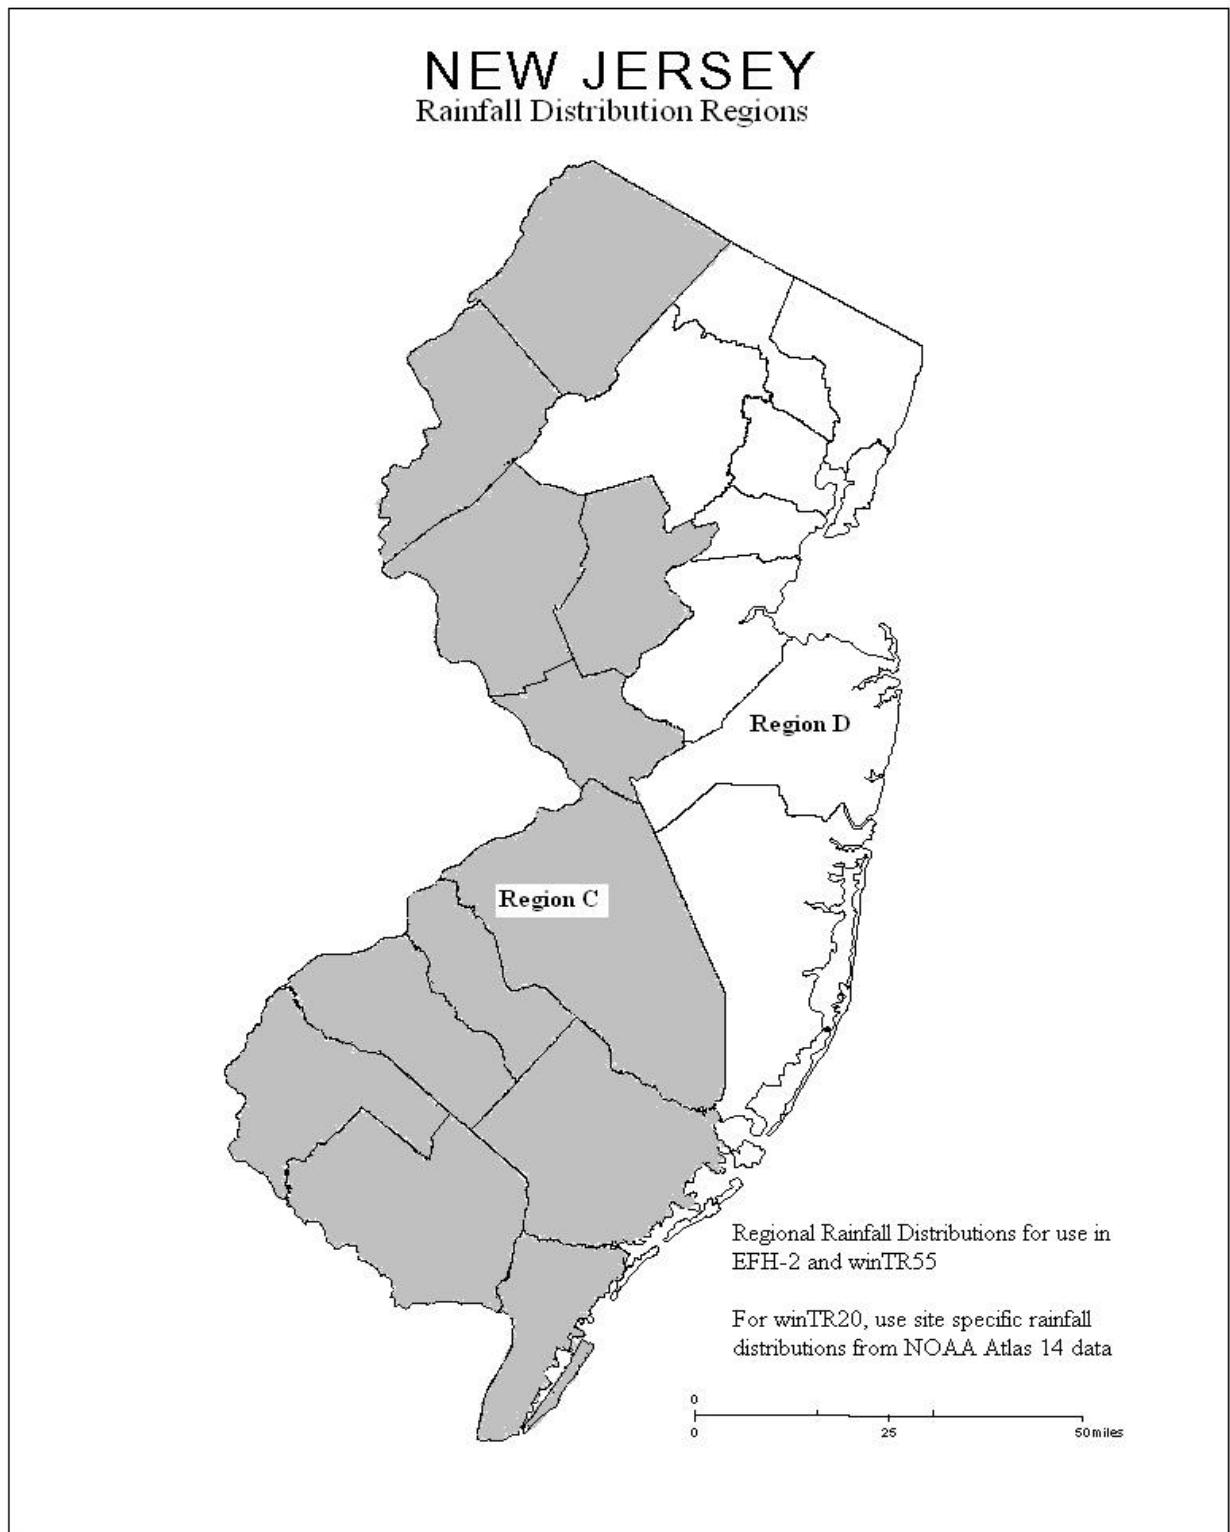 NEW JERSEY
Rainfall Distribution Regions
Region D
Region C
Regional Rainfall Distributions for use in
EFH-2 and winTR55
For winTR20, use site specific rainfall
distributions from NOAA Atlas 14 data
0
0 25 50 miles